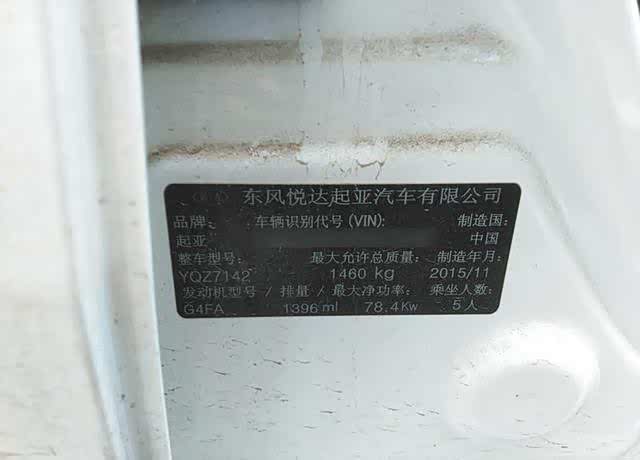 东风悦达起亚汽车有限公司
品牌: 车辆识别代号(VIN): 制造国:
起亚 中国
整车型号: 最大允许总质量: 制造年月:
YQZ7142 1460 kg 2015/11
发动机型号/排量/最大净功率: 乘坐人数:
G4FA 1396 ml 78.4Kw 5人